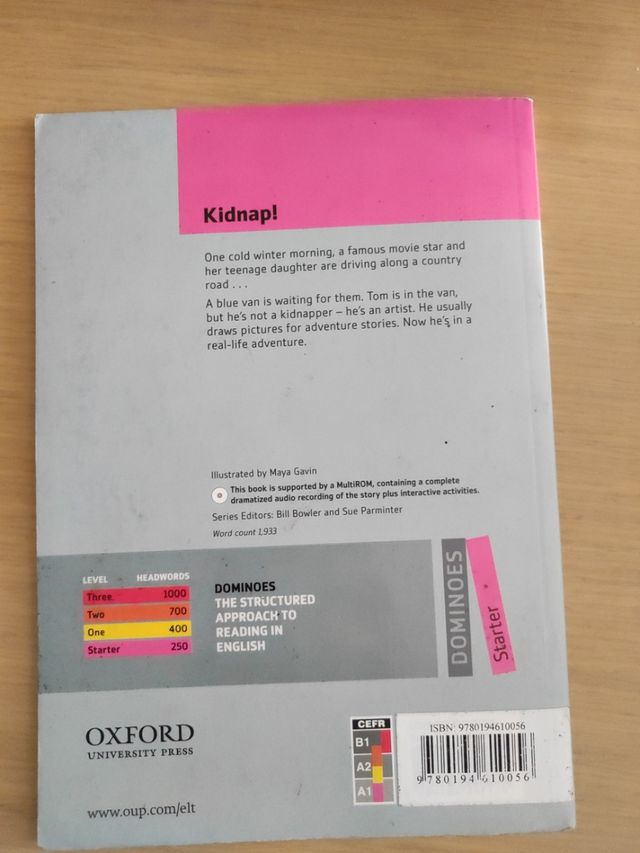 Kidnap!
One cold winter morning, a famous movie star and
her teenage daughter are driving along a country
road . . .
A blue van is waiting for them. Tom is in the van,
but he's not a kidnapper – he's an artist. He usually
draws pictures for adventure stories. Now he's in a
real-life adventure.
Illustrated by Maya Gavin
This book is supported by a MultiROM, containing a complete
dramatized audio recording of the story plus interactive activities.
Series Editors: Bill Bowler and Sue Parminter
Word count 1,933
LEVEL HEADWORDS
Three 1000
Two 700
One 400
Starter 250
DOMINOES
THE STRUCTURED
APPROACH TO
READING IN
ENGLISH
DOMINOES
Starter
OXFORD
UNIVERSITY PRESS
www.oup.com/elt
CEFR
B1
A2
A1
ISBN: 9780194610056
9 780194 610056